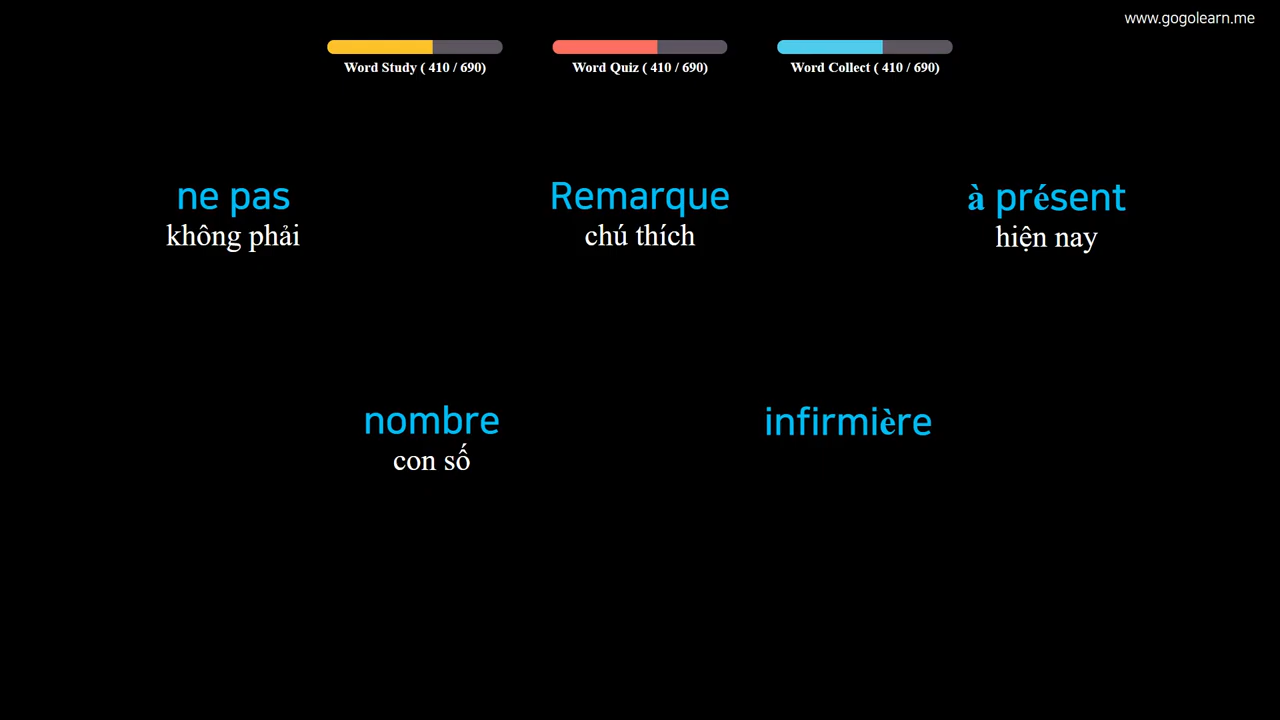 www.gogolearn.me
Word Study ( 410 / 690)
Word Quiz ( 410 / 690)
Word Collect ( 410 / 690)
ne pas
không phải
Remarque
chú thích
à présent
hiện nay
nombre
con số
infirmière